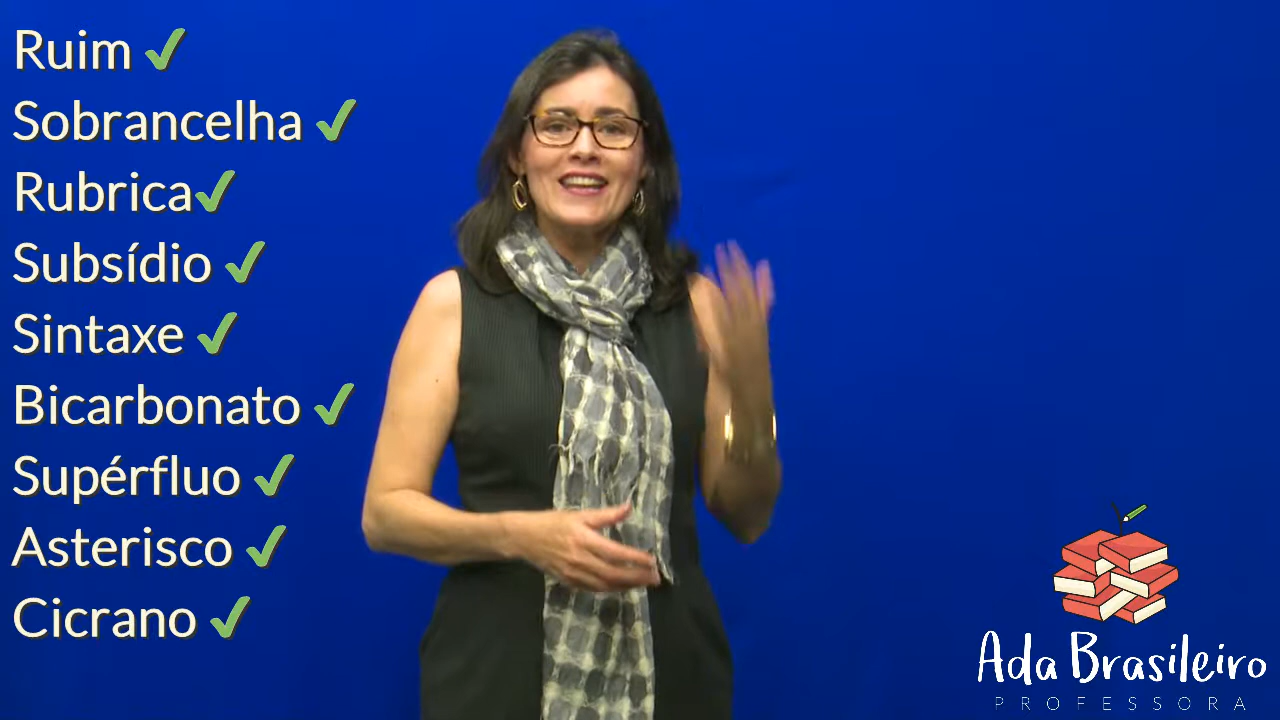 Ruim
Sobrancelha
Rubrica
Subsídio
Sintaxe
Bicarbonato
Supérfluo
Asterisco
Cicrano
Ada Brasileiro
PROFESSORA